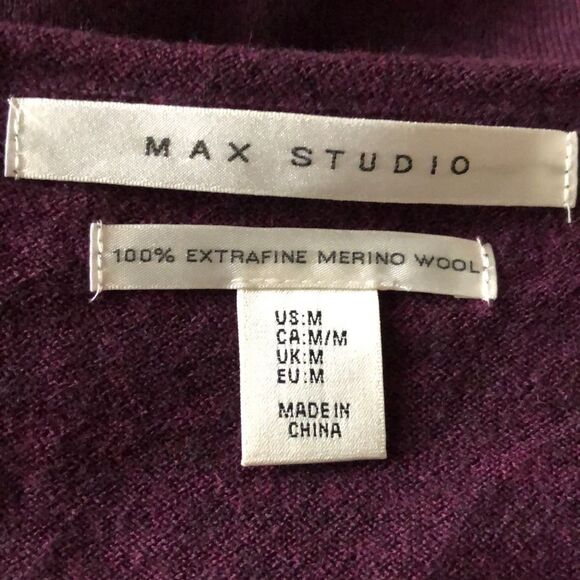 MAX STUDIO
100% EXTRAFINE MERINO WOOL
US:M
CA:M/M
UK:M
EU:M
MADE IN
CHINA